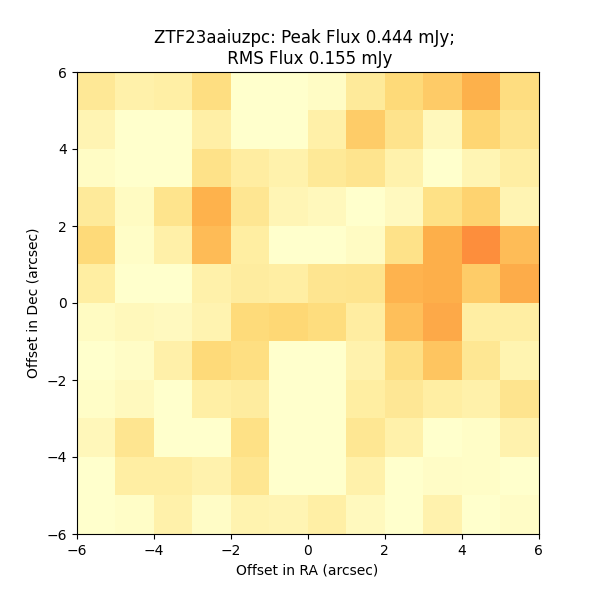 ZTF23aaiuzpc: Peak Flux 0.444 mJy;
RMS Flux 0.155 mJy
6
4
2
0
−2
−4
−6
Offset in Dec (arcsec)
−6 −4 −2 0 2 4 6
Offset in RA (arcsec)